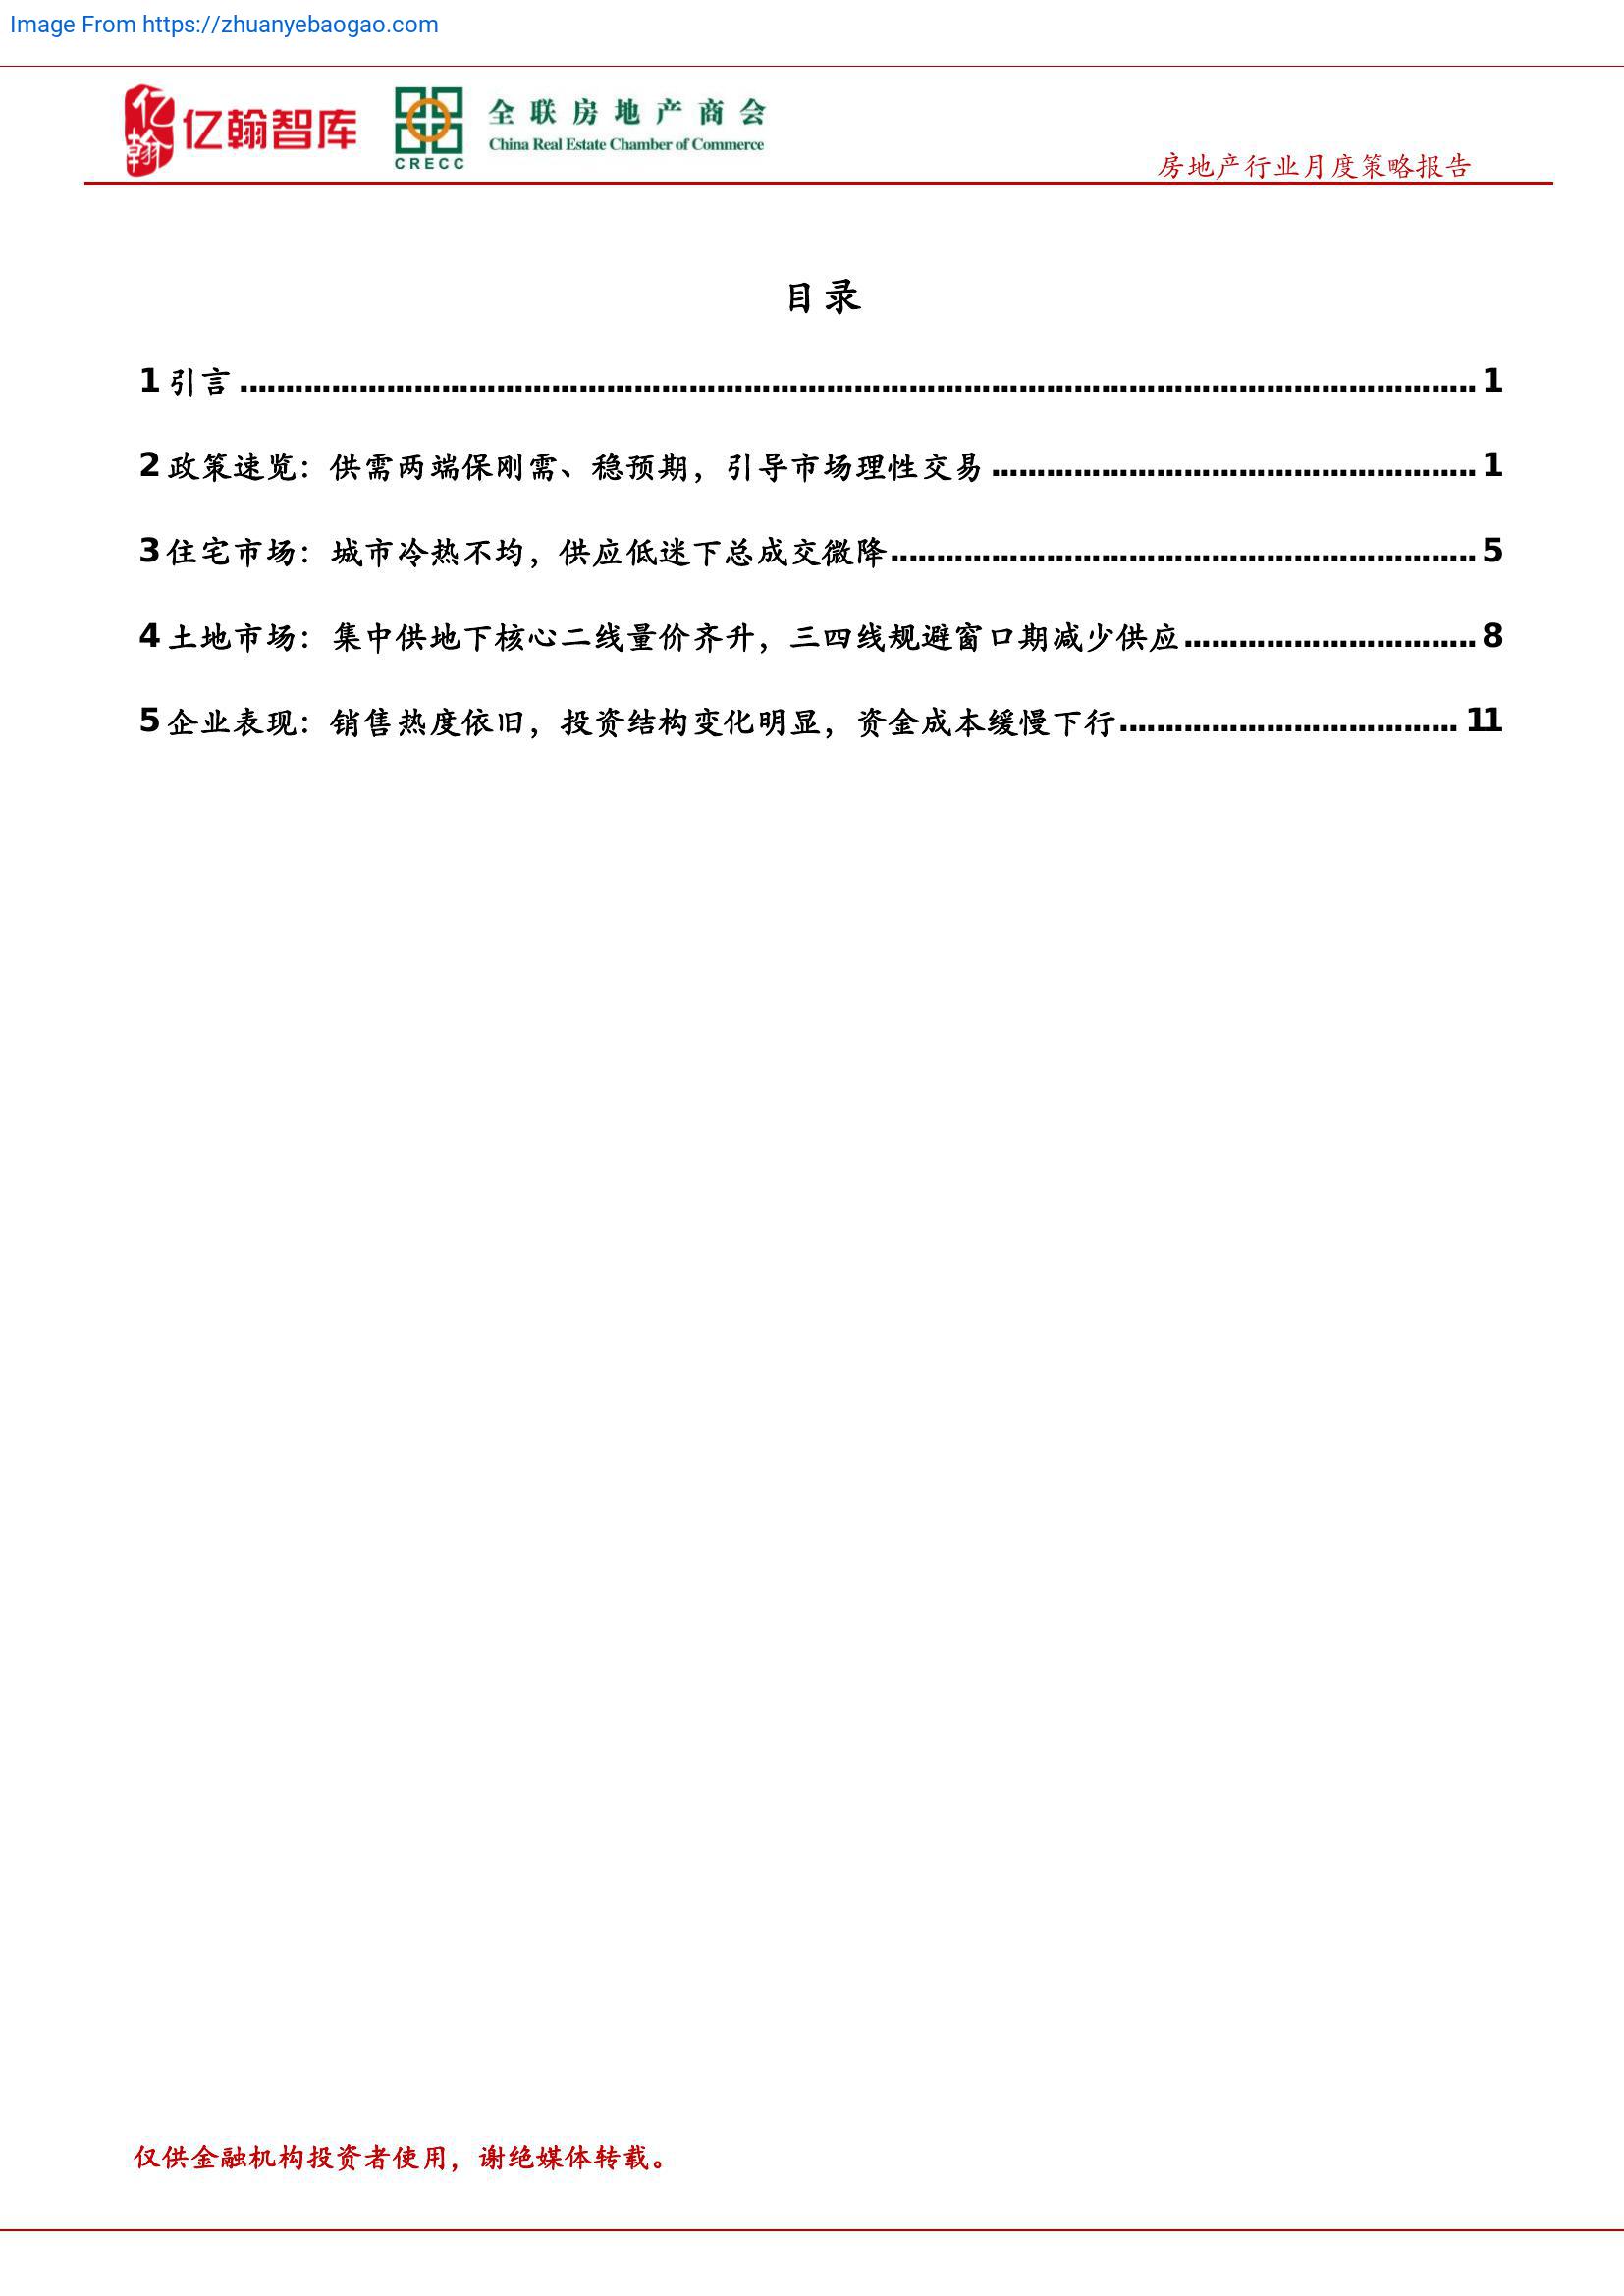 Image From https://zhuanyebaogao.com
亿翰
亿翰智库
CRECC
全联房地产商会
China Real Estate Chamber of Commerce
房地产行业月度策略报告
目录
1 引言 ........................................................................ 1
2 政策速览：供需两端保刚需、稳预期，引导市场理性交易 ........................................ 1
3 住宅市场：城市冷热不均，供应低迷下总成交微降 ................................................ 5
4 土地市场：集中供地下核心二线量价齐升，三四线规避窗口期减少供应 ........................ 8
5 企业表现：销售热度依旧，投资结构变化明显，资金成本缓慢下行 ............................ 11
仅供金融机构投资者使用，谢绝媒体转载。